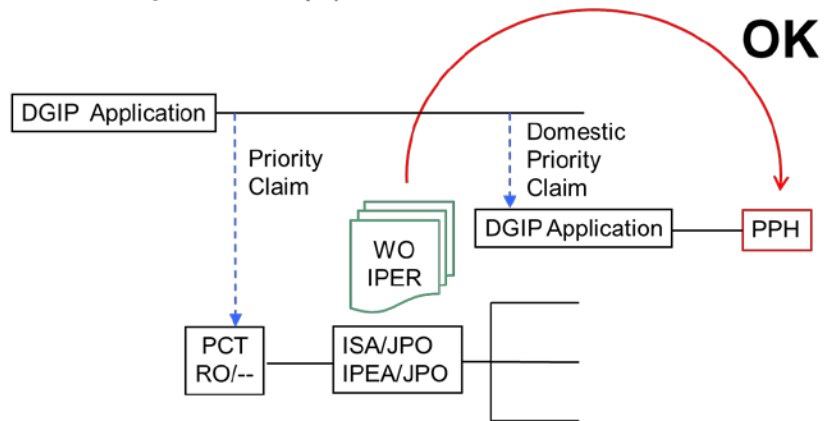 OK
DGIP Application
Priority
Claim
Domestic
Priority
Claim
WO
IPER
DGIP Application
PPH
PCT
RO/--
ISA/JPO
IPEA/JPO